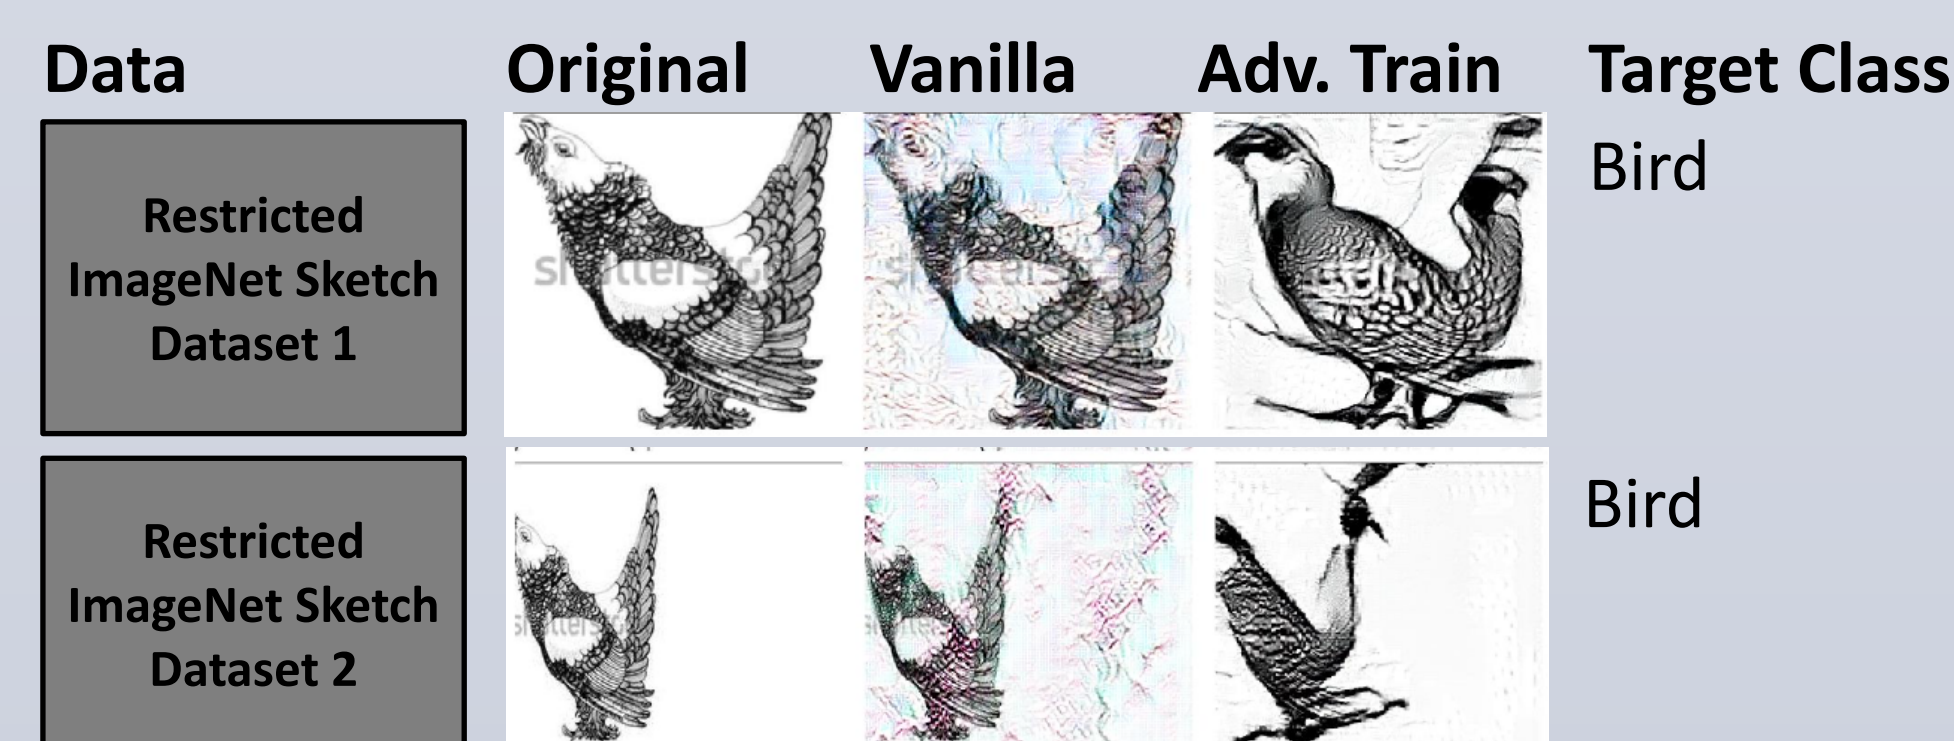 Data Original Vanilla Adv. Train Target Class
Restricted
ImageNet Sketch
Dataset 1
shutterstock
Bird
Restricted
ImageNet Sketch
Dataset 2
Bird